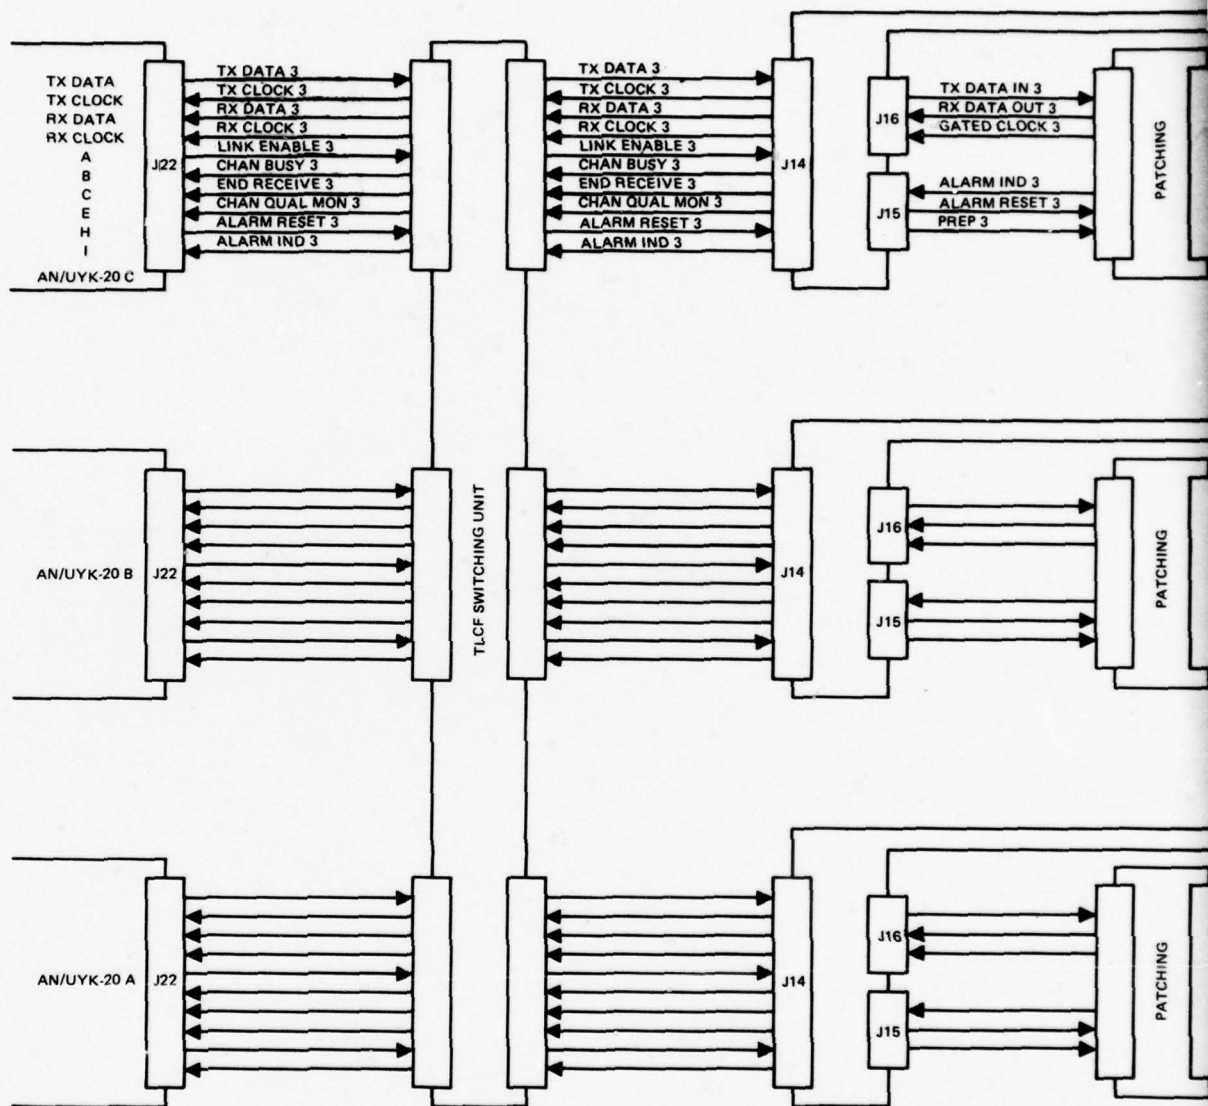 TX DATA
TX CLOCK
RX DATA
RX CLOCK
A
B
C
E
H
I
AN/UYK-20 C
J22
TX DATA 3
TX CLOCK 3
RX DATA 3
RX CLOCK 3
LINK ENABLE 3
CHAN BUSY 3
END RECEIVE 3
CHAN QUAL MON 3
ALARM RESET 3
ALARM IND 3
TX DATA 3
TX CLOCK 3
RX DATA 3
RX CLOCK 3
LINK ENABLE 3
CHAN BUSY 3
END RECEIVE 3
CHAN QUAL MON 3
ALARM RESET 3
ALARM IND 3
J14
J16
J15
TX DATA IN 3
RX DATA OUT 3
GATED CLOCK 3
ALARM IND 3
ALARM RESET 3
PREP 3
PATCHING
AN/UYK-20 B
J22
TLCF SWITCHING UNIT
J14
J16
J15
PATCHING
AN/UYK-20 A
J22
J14
J16
J15
PATCHING